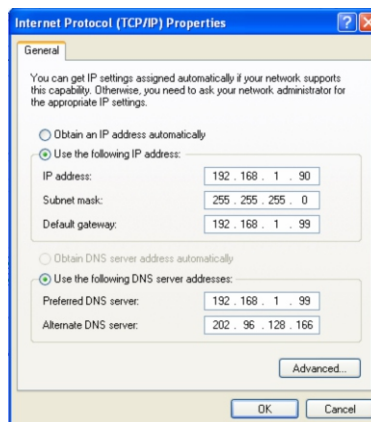 Internet Protocol (TCP/IP) Properties
General
You can get IP settings assigned automatically if your network supports
this capability. Otherwise, you need to ask your network administrator for
the appropriate IP settings.
Obtain an IP address automatically
Use the following IP address:
IP address: 192 . 168 . 1 . 90
Subnet mask: 255 . 255 . 255 . 0
Default gateway: 192 . 168 . 1 . 99
Obtain DNS server address automatically
Use the following DNS server addresses:
Preferred DNS server: 192 . 168 . 1 . 99
Alternate DNS server: 202 . 96 . 128 . 166
Advanced...
OK Cancel